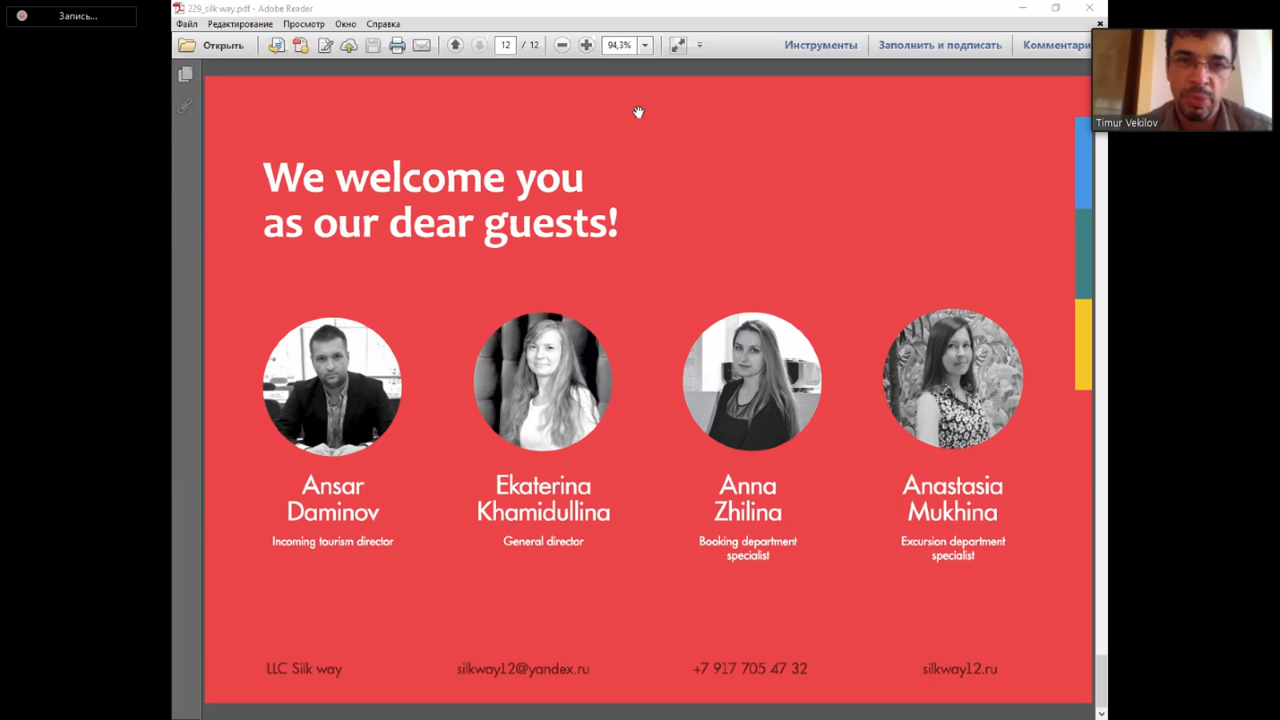 Запись...
229_silk way.pdf - Adobe Reader
Файл Редактирование Просмотр Окно Справка
Открыть 12 / 12 94,3% Инструменты Заполнить и подписать Комментари
Timur Vekilov
We welcome you
as our dear guests!
Ansar
Daminov
Incoming tourism director
Ekaterina
Khamidullina
General director
Anna
Zhilina
Booking department
specialist
Anastasia
Mukhina
Excursion department
specialist
LLC Silk way silkway12@yandex.ru +7 917 705 47 32 silkway12.ru